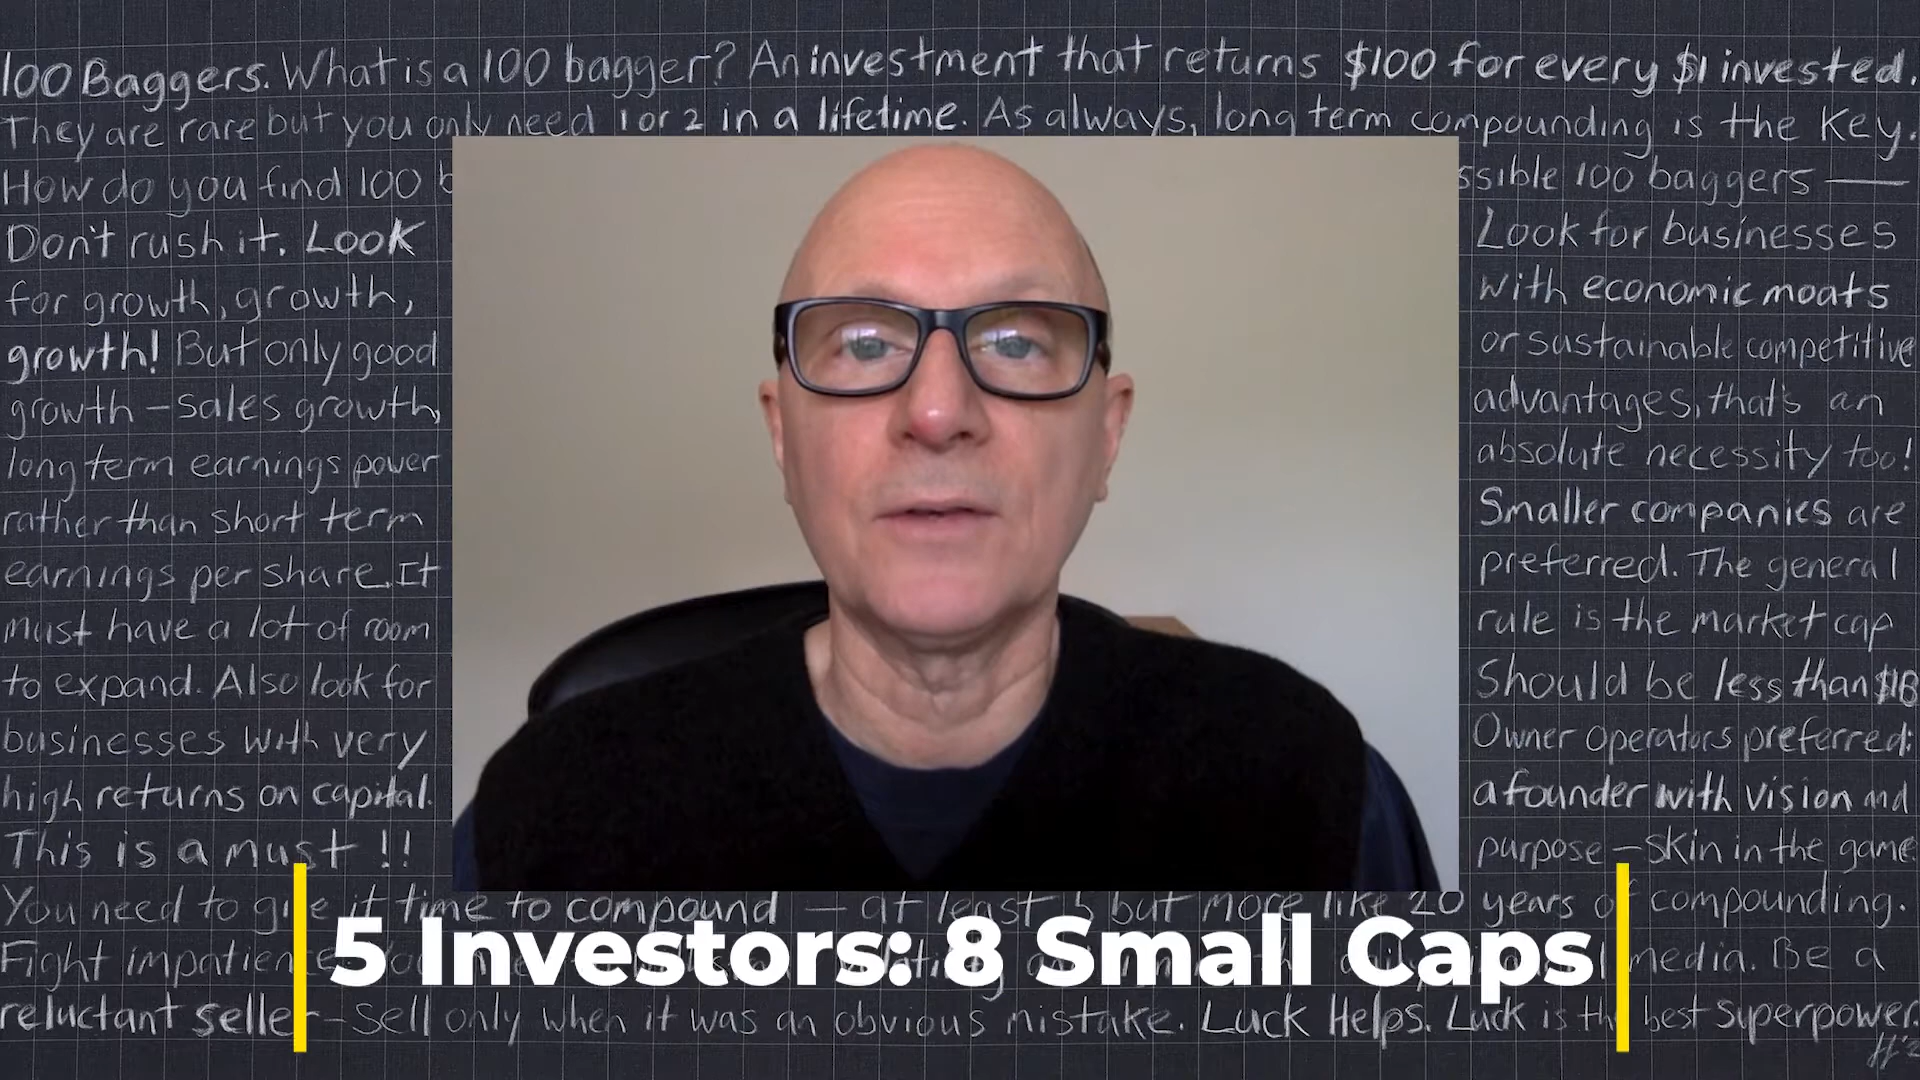 100 Baggers. What is a 100 bagger? An investment that returns $100 for every $1 invested.
They are rare but you only need 1 or 2 in a lifetime. As always, long term compounding is the key.
How do you find 100 b
ssible 100 baggers —
Don't rush it. Look
for growth, growth,
growth! But only good
growth – sales growth,
long term earnings power
rather than short term
earnings per share. It
must have a lot of room
to expand. Also look for
businesses with very
high returns on capital.
This is a must !!
Look for businesses
with economic moats
or sustainable competitive
advantages, that's an
absolute necessity too!
Smaller companies are
preferred. The general
rule is the market cap
should be less than $1B
Owner operators preferred:
a founder with vision and
purpose – skin in the game
You need to give it time to compound — at least 5 but more like 20 years of compounding.
5 Investors: 8 Small Caps
Fight impatience media. Be a
reluctant seller – sell only when it was an obvious mistake. Luck Helps. Luck is the best superpower.